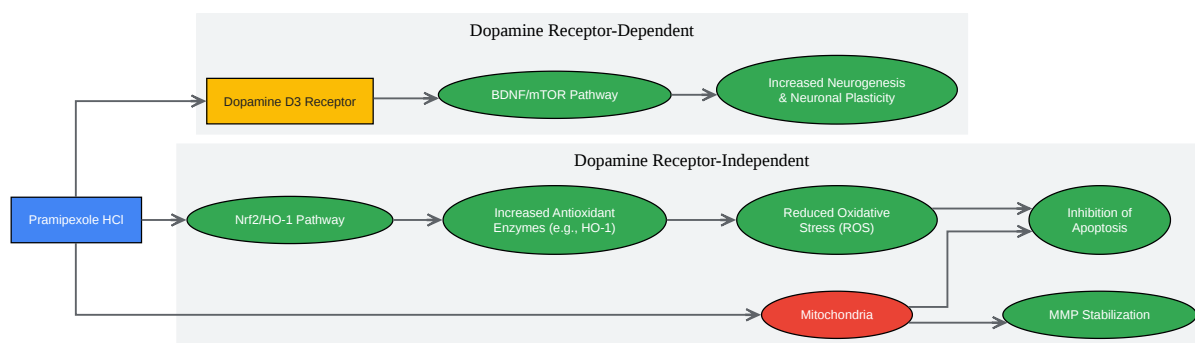 Dopamine Receptor-Dependent
Dopamine D3 Receptor
BDNF/mTOR Pathway
Increased Neurogenesis
& Neuronal Plasticity
Dopamine Receptor-Independent
Pramipexole HCl
Nrf2/HO-1 Pathway
Increased Antioxidant
Enzymes (e.g., HO-1)
Reduced Oxidative
Stress (ROS)
Inhibition of
Apoptosis
Mitochondria
MMP Stabilization